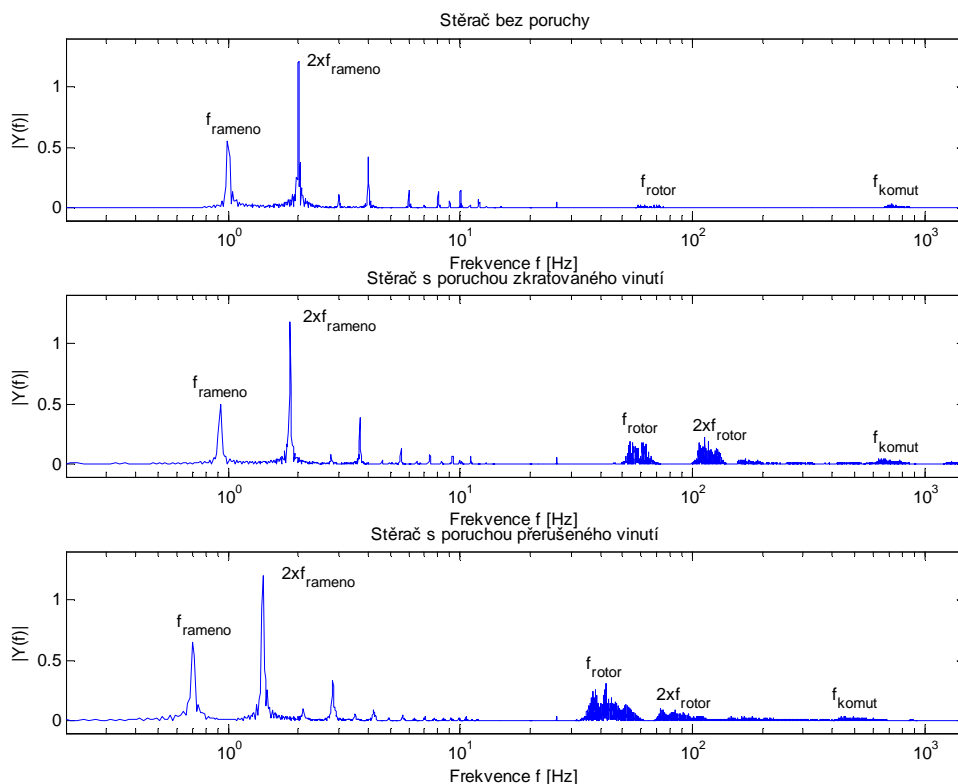 Stěrač bez poruchy
2xf_rameno
1
f_rameno
|Y(f)|
0.5
f_rotor
f_komut
0
10^0
10^1
10^2
10^3
Frekvence f [Hz]
Stěrač s poruchou zkratovaného vinutí
2xf_rameno
1
f_rameno
|Y(f)|
0.5
f_rotor
2xf_rotor
f_komut
0
10^0
10^1
10^2
10^3
Frekvence f [Hz]
Stěrač s poruchou přerušeného vinutí
2xf_rameno
1
f_rameno
|Y(f)|
0.5
f_rotor
2xf_rotor
f_komut
0
10^0
10^1
10^2
10^3
Frekvence f [Hz]